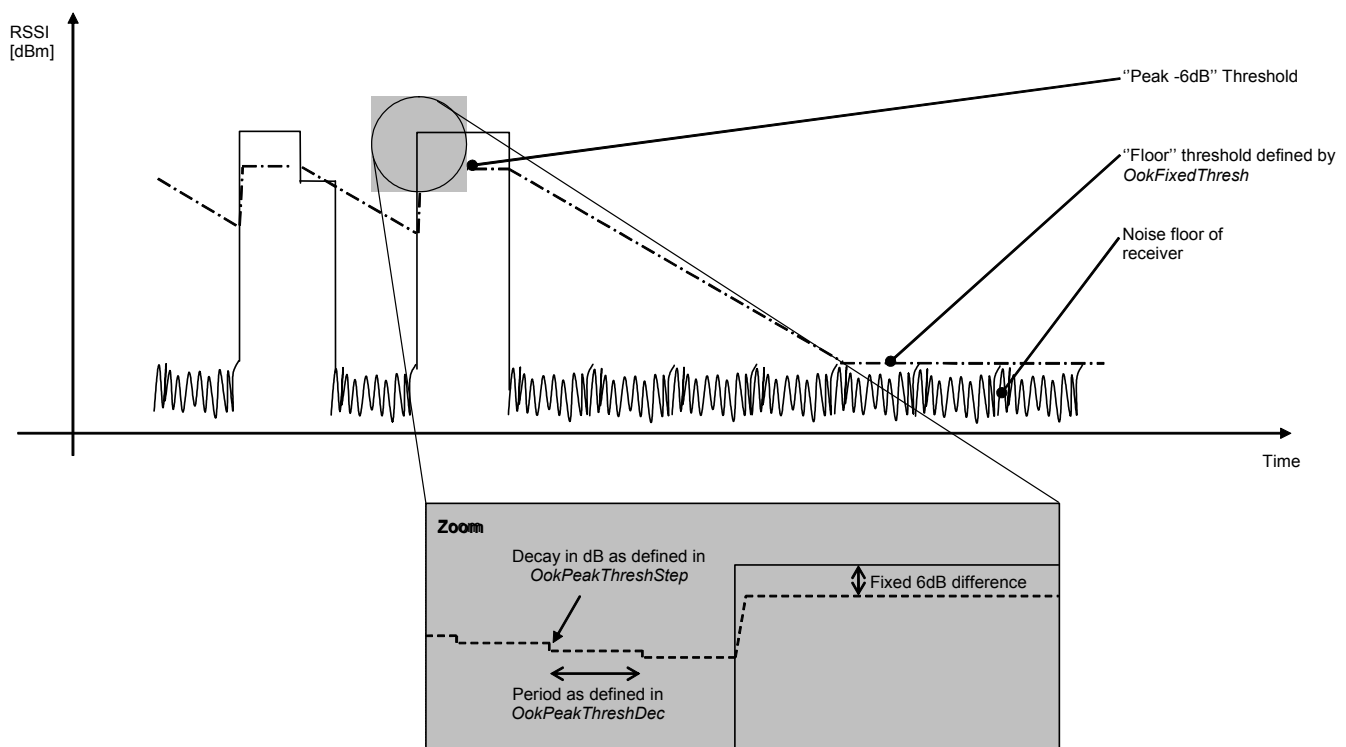 RSSI
[dBm]
‘’Peak -6dB’’ Threshold
‘’Floor’’ threshold defined by
OokFixedThresh
Noise floor of
receiver
Time
Zoom
Decay in dB as defined in
OokPeakThreshStep
Fixed 6dB difference
Period as defined in
OokPeakThreshDec